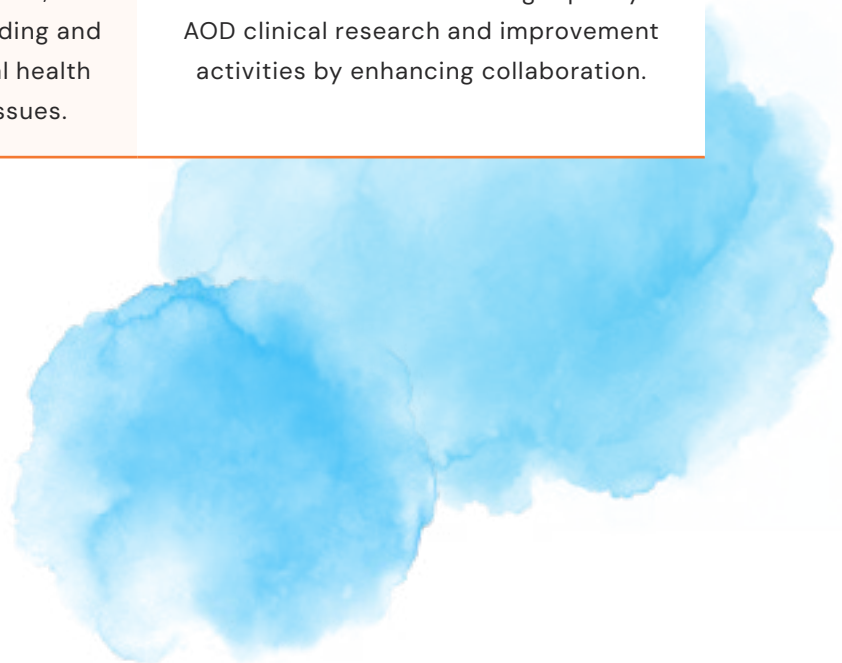 ding and
l health
ssues.
AOD clinical research and improvement
activities by enhancing collaboration.